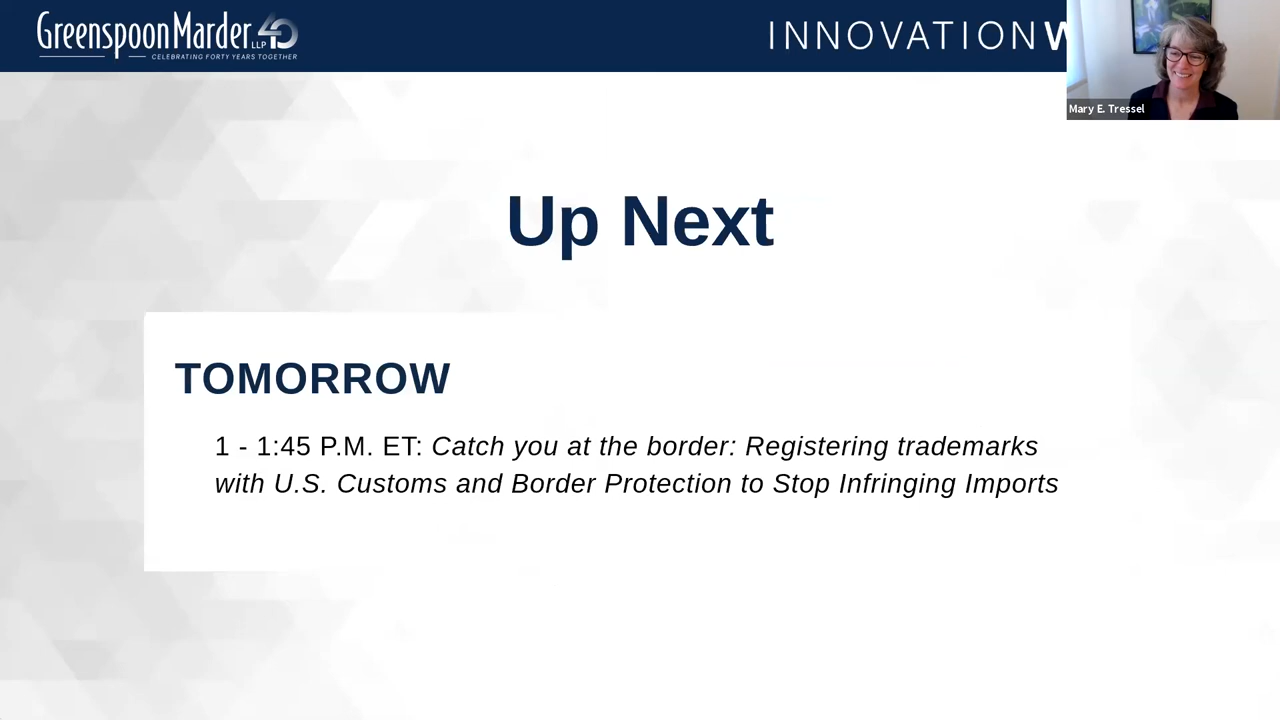 GreenspoonMarder LLP 40
CELEBRATING FORTY YEARS TOGETHER
INNOVATIONW
Mary E. Tressel
Up Next
TOMORROW
1 - 1:45 P.M. ET: Catch you at the border: Registering trademarks
with U.S. Customs and Border Protection to Stop Infringing Imports